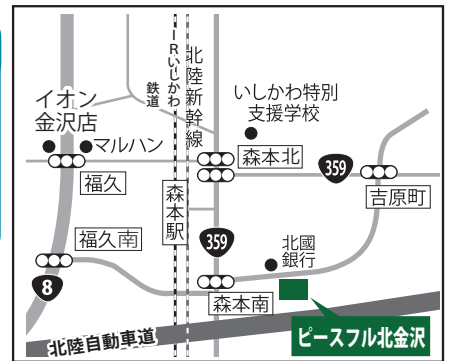 IRいしかわ
鉄道
北陸新幹線
イオン
金沢店
マルハン
いしかわ特別
支援学校
福久
森本北
359
吉原町
森本駅
福久南
359
北國
銀行
8
森本南
北陸自動車道
ピースフル北金沢